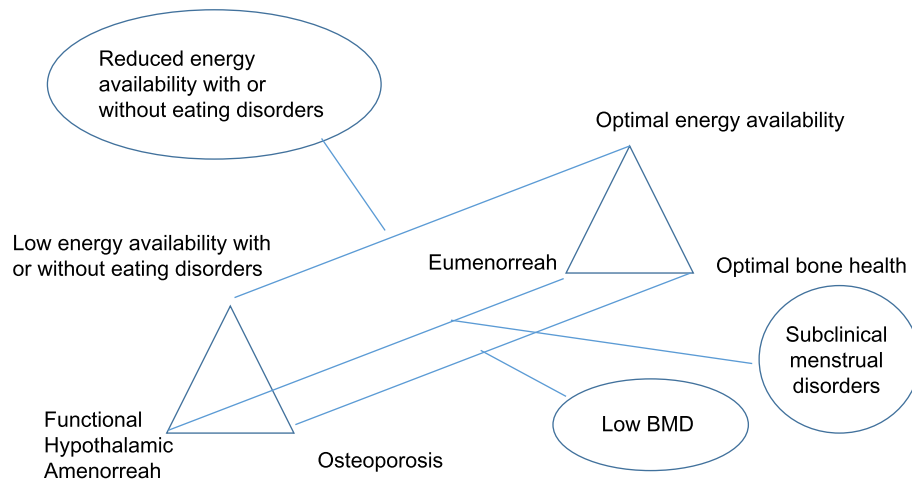 Reduced energy
availability with or
without eating disorders
Optimal energy availability
Low energy availability with
or without eating disorders
Eumenorreah
Optimal bone health
Subclinical
menstrual
disorders
Low BMD
Functional
Hypothalamic
Amenorreah
Osteoporosis